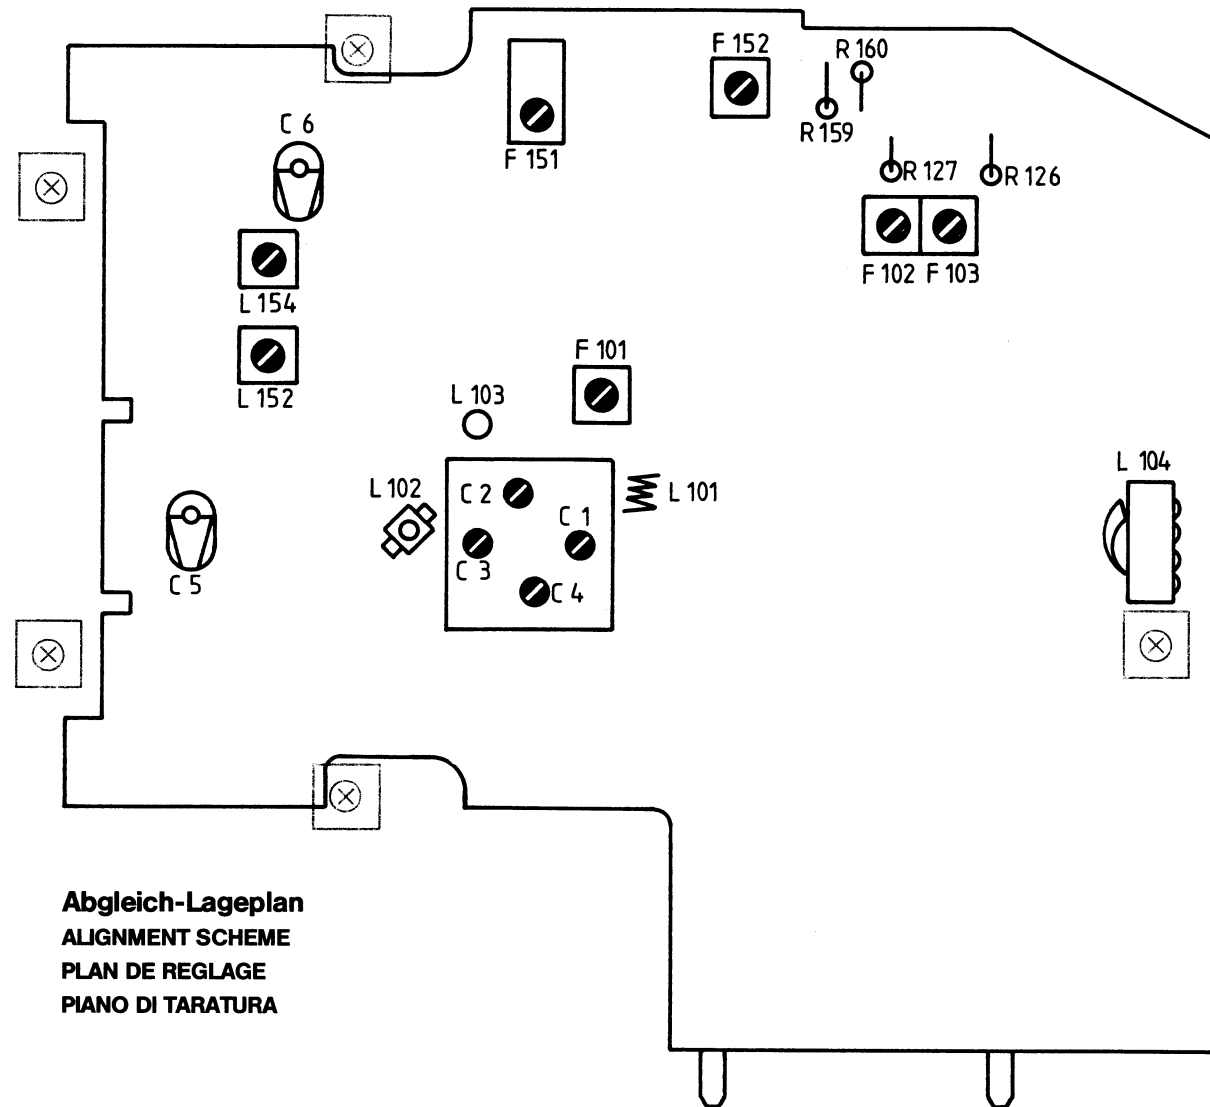 F 152
R 160
R 159
C 6
F 151
R 127
R 126
F 102
F 103
L 154
L 152
F 101
L 103
L 102
C 2
L 101
C 1
C 3
C 4
C 5
L 104
Abgleich-Lageplan
ALIGNMENT SCHEME
PLAN DE REGLAGE
PIANO DI TARATURA